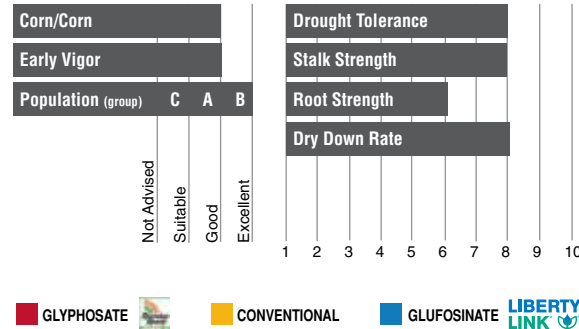 Corn/Corn
Early Vigor
Population (group) C A B
Not Advised
Suitable
Good
Excellent
Drought Tolerance
Stalk Strength
Root Strength
Dry Down Rate
1 2 3 4 5 6 7 8 9 10
GLYPHOSATE
CONVENTIONAL
GLUFOSINATE
LIBERTY
LINK